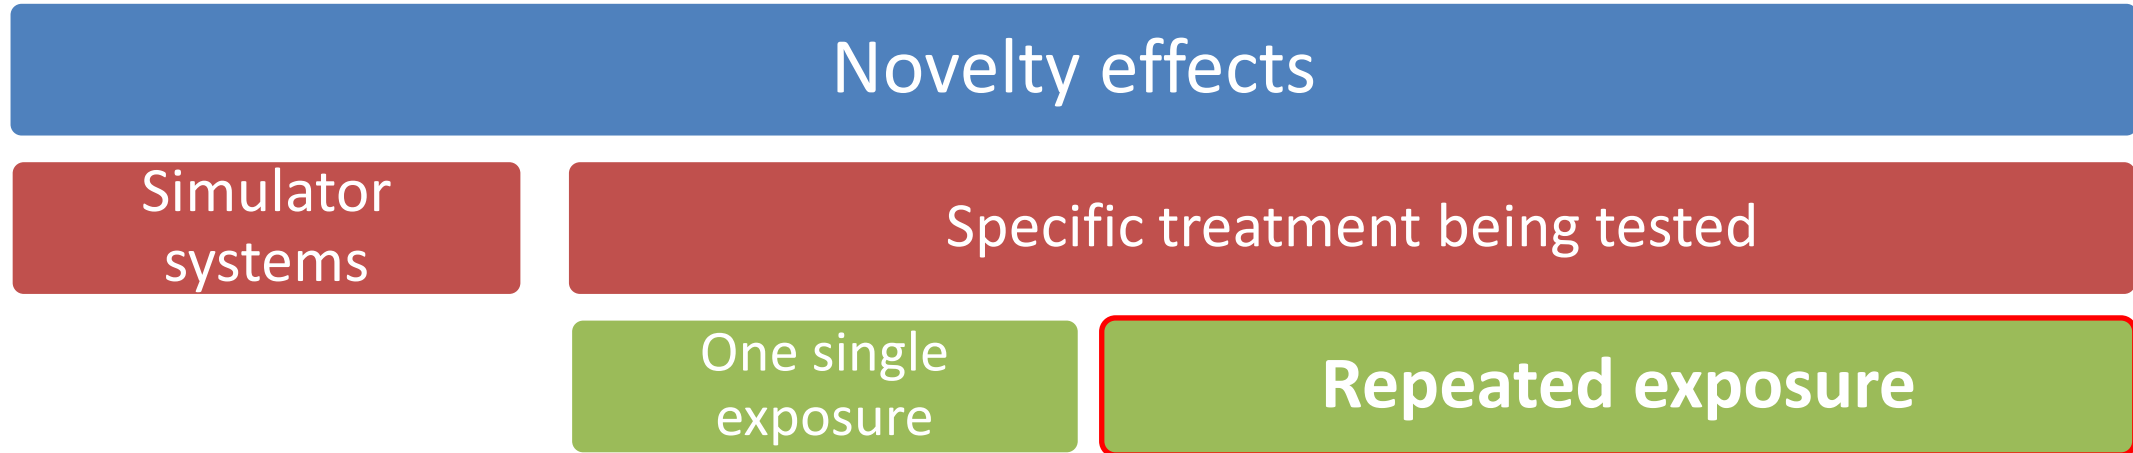 Novelty effects
Simulator
systems
Specific treatment being tested
One single
exposure
Repeated exposure